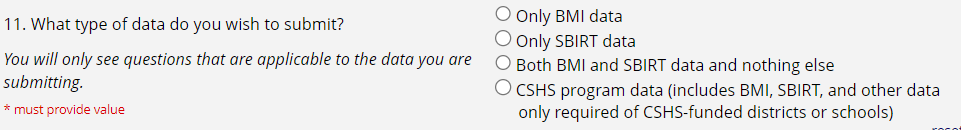 11. What type of data do you wish to submit?
You will only see questions that are applicable to the data you are
submitting.
* must provide value
Only BMI data
Only SBIRT data
Both BMI and SBIRT data and nothing else
CSHS program data (includes BMI, SBIRT, and other data
only required of CSHS-funded districts or schools)